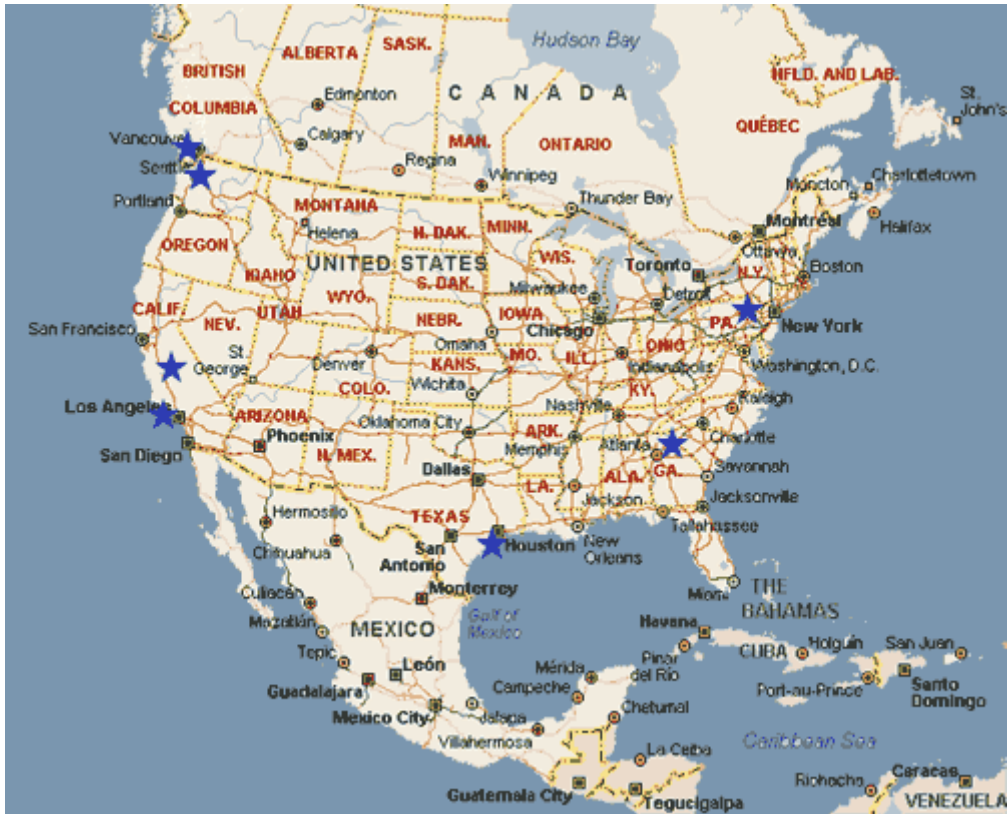 Hudson Bay
ALBERTA
SASK.
BRITISH
COLUMBIA
NFLD. AND LAB.
CANADA
Edmonton
St.
John's
QUÉBEC
Vancouve
Calgary
MAN.
ONTARIO
Seattle
Regina
Winnipeg
Charlottetown
Moncton
Portland
MONTANA
Thunder Bay
Helena
N. DAK.
MINN.
Montréal
Halifax
OREGON
Ottawa
IDAHO
UNITED STATES
WIS.
Toronto
N.Y.
Boston
S. DAK.
WYO.
Milwaukee
Detroit
CALIF.
UTAH
NEBR.
IOWA
Chicago
PA.
New York
San Francisco
NEV.
Omaha
OHIO
St.
George
Denver
MO.
ILL.
Indianapolis
Washington, D.C.
KANS.
COLO.
Wichita
KY.
Raleigh
Los Angele
ARIZONA
Oklahoma City
Nashville
ARK.
San Diego
Phoenix
N. MEX.
Memphis
Atlanta
Charlotte
Dallas
LA.
ALA.
GA.
Savannah
Jackson
Jacksonville
Hermosillo
TEXAS
Tallahassee
Chihuahua
San
Antonio
Houston
New
Orleans
Culiacán
Monterrey
Miami
THE
BAHAMAS
Mazatlán
Gulf of
Mexico
MEXICO
Havana
Tepic
CUBA
Holguín
San Juan
León
Mérida
Pinar
del Río
Guadalajara
Campeche
Port-au-Prince
Santo
Domingo
Mexico City
Jalapa
Chetumal
Villahermosa
La Ceiba
Caribbean Sea
Guatemala City
Tegucigalpa
Riohacha
Caracas
VENEZUELA